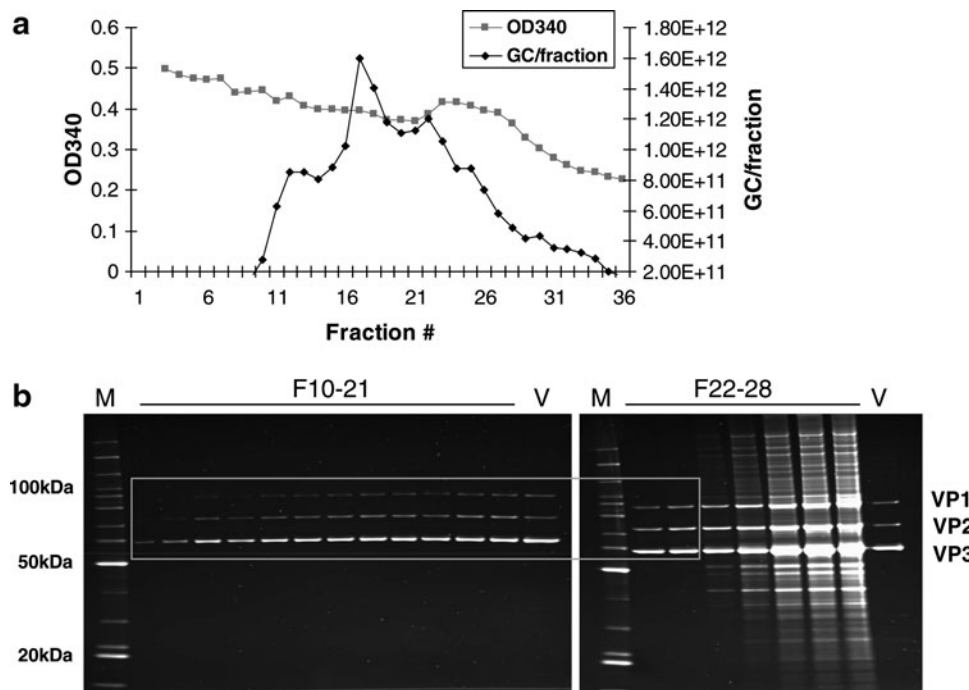 a
OD340
GC/fraction
0.6
0.5
0.4
0.3
0.2
0.1
0
OD340
1.80E+12
1.60E+12
1.40E+12
1.20E+12
1.00E+12
8.00E+11
6.00E+11
4.00E+11
2.00E+11
GC/fraction
1 6 11 16 21 26 31 36
Fraction #
b
M F10-21 V M F22-28 V
100kDa
50kDa
20kDa
VP1
VP2
VP3